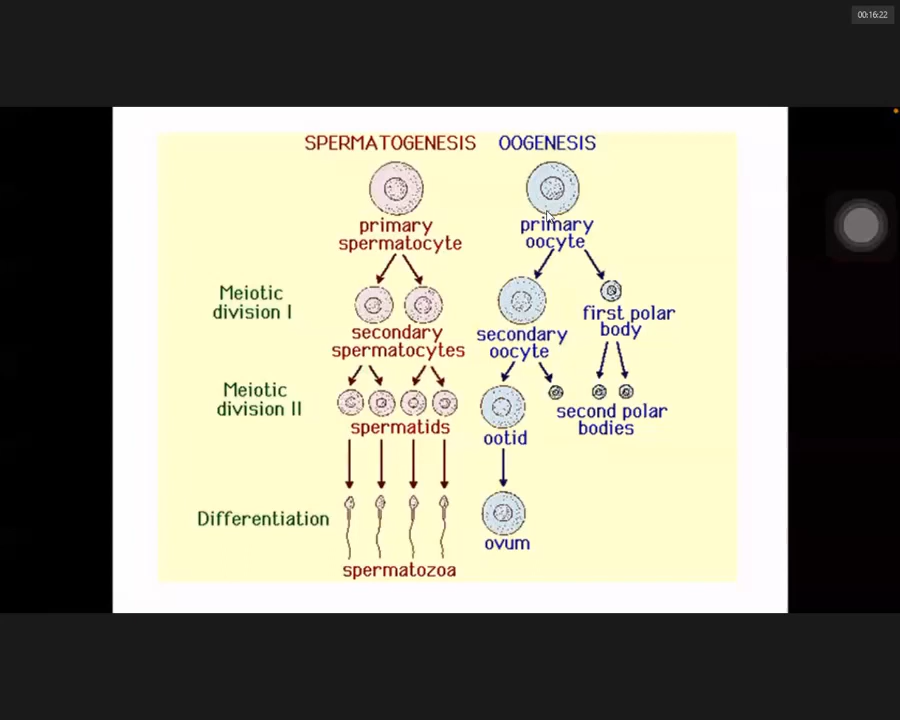 00:16:22
SPERMATOGENESIS OOGENESIS
primary
spermatocyte
primary
oocyte
Meiotic
division I
secondary
spermatocytes
secondary
oocyte
first polar
body
Meiotic
division II
spermatids
ootid
second polar
bodies
Differentiation
spermatozoa
ovum